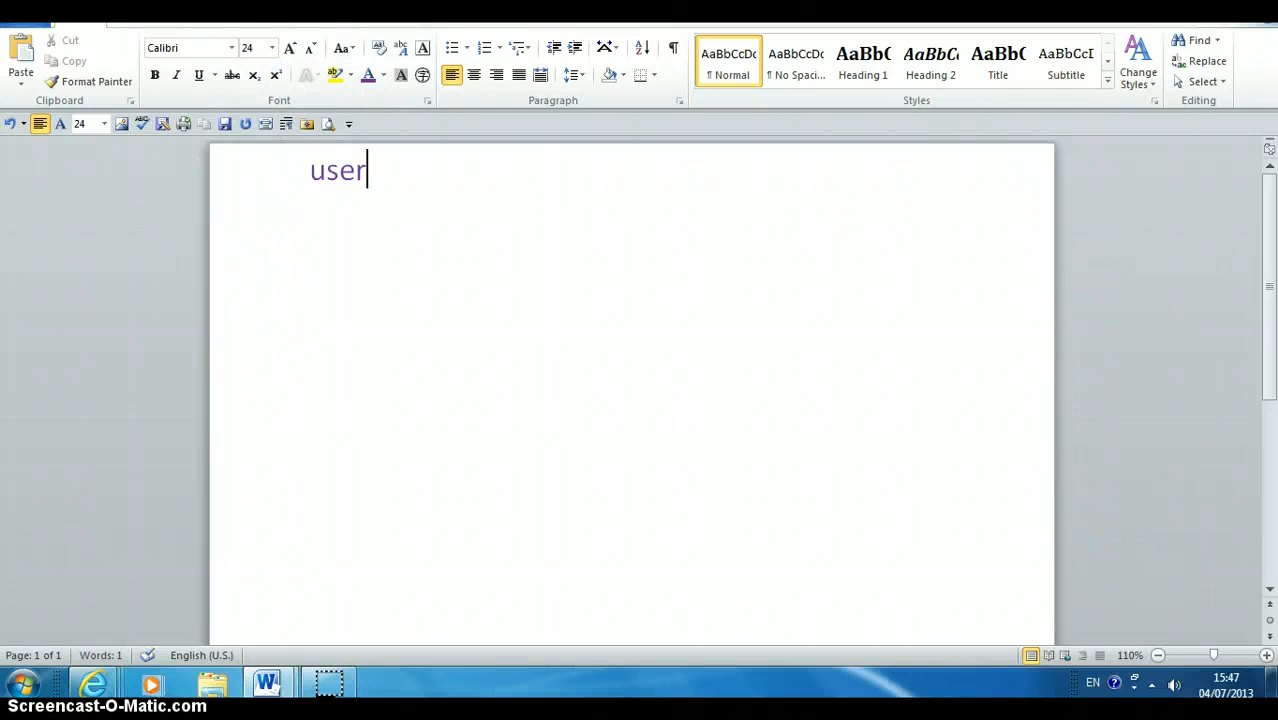 Cut
Copy
Format Painter
Paste
Clipboard
Calibri
24
Aa
Font
Paragraph
AaBbCcDc
¶ Normal
AaBbCcDc
¶ No Spaci...
AaBbC
Heading 1
AaBbCc
Heading 2
AaBbC
Title
AaBbCcI
Subtitle
Change
Styles
Styles
Find
Replace
Select
Editing
24
user
Page: 1 of 1
Words: 1
English (U.S.)
110%
EN
15:47
04/07/2013
Screencast-O-Matic.com